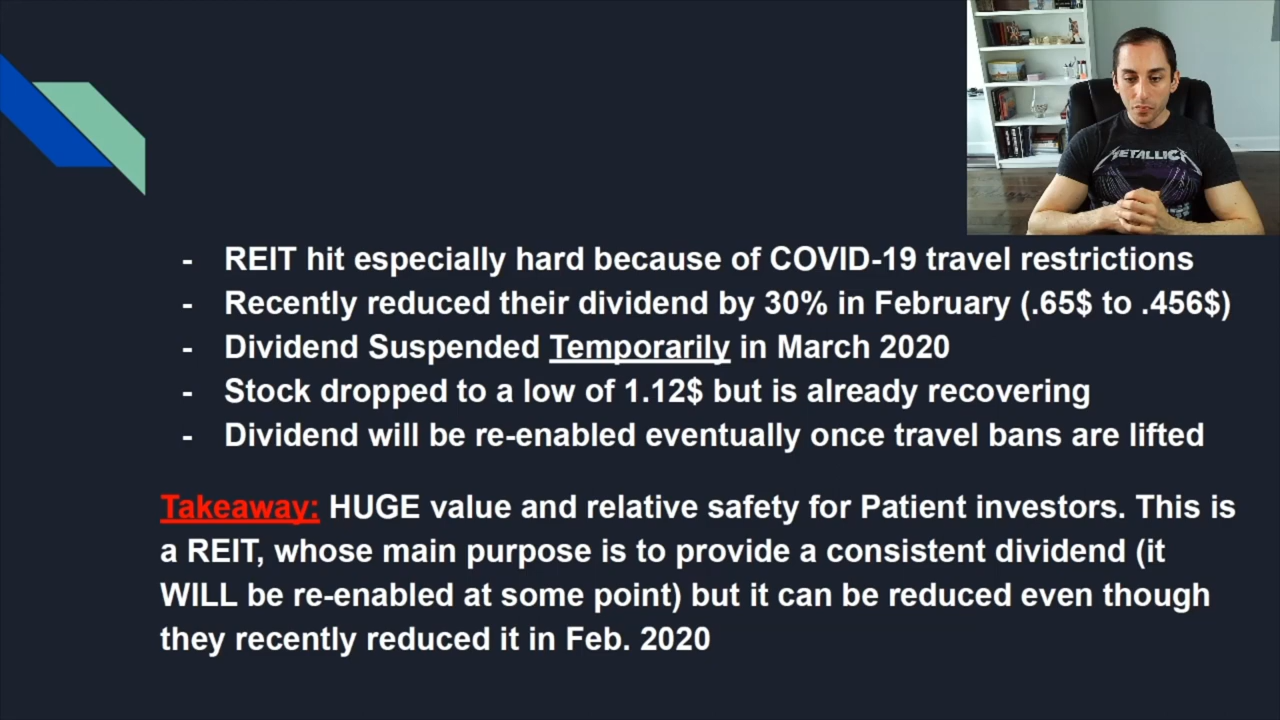 METALLICA
- REIT hit especially hard because of COVID-19 travel restrictions
- Recently reduced their dividend by 30% in February (.65$ to .456$)
- Dividend Suspended Temporarily in March 2020
- Stock dropped to a low of 1.12$ but is already recovering
- Dividend will be re-enabled eventually once travel bans are lifted
Takeaway: HUGE value and relative safety for Patient investors. This is
a REIT, whose main purpose is to provide a consistent dividend (it
WILL be re-enabled at some point) but it can be reduced even though
they recently reduced it in Feb. 2020